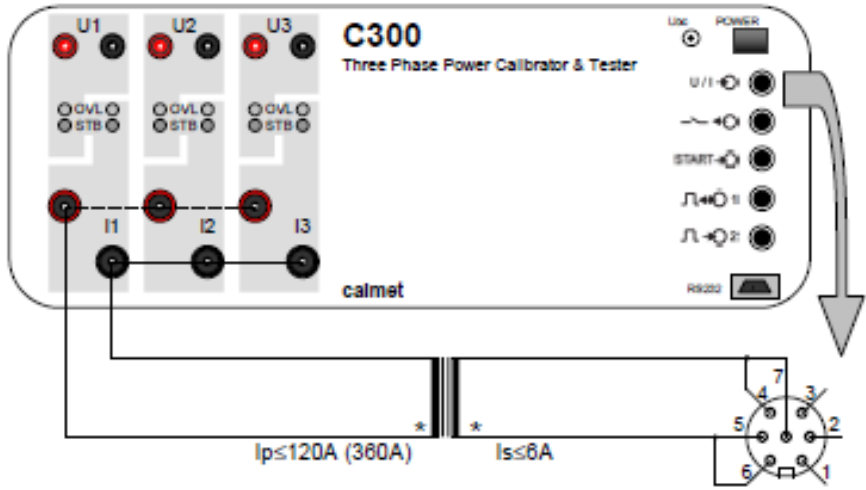 U1 U2 U3
C300
Three Phase Power Calibrator & Tester
Line POWER
U / I
OVL OVL OVL
STB STB STB
START
1
2
I1 I2 I3
calmet
RS232
7
4 3
5 2
6 1
* *
Ip≤120A (360A) Is≤6A